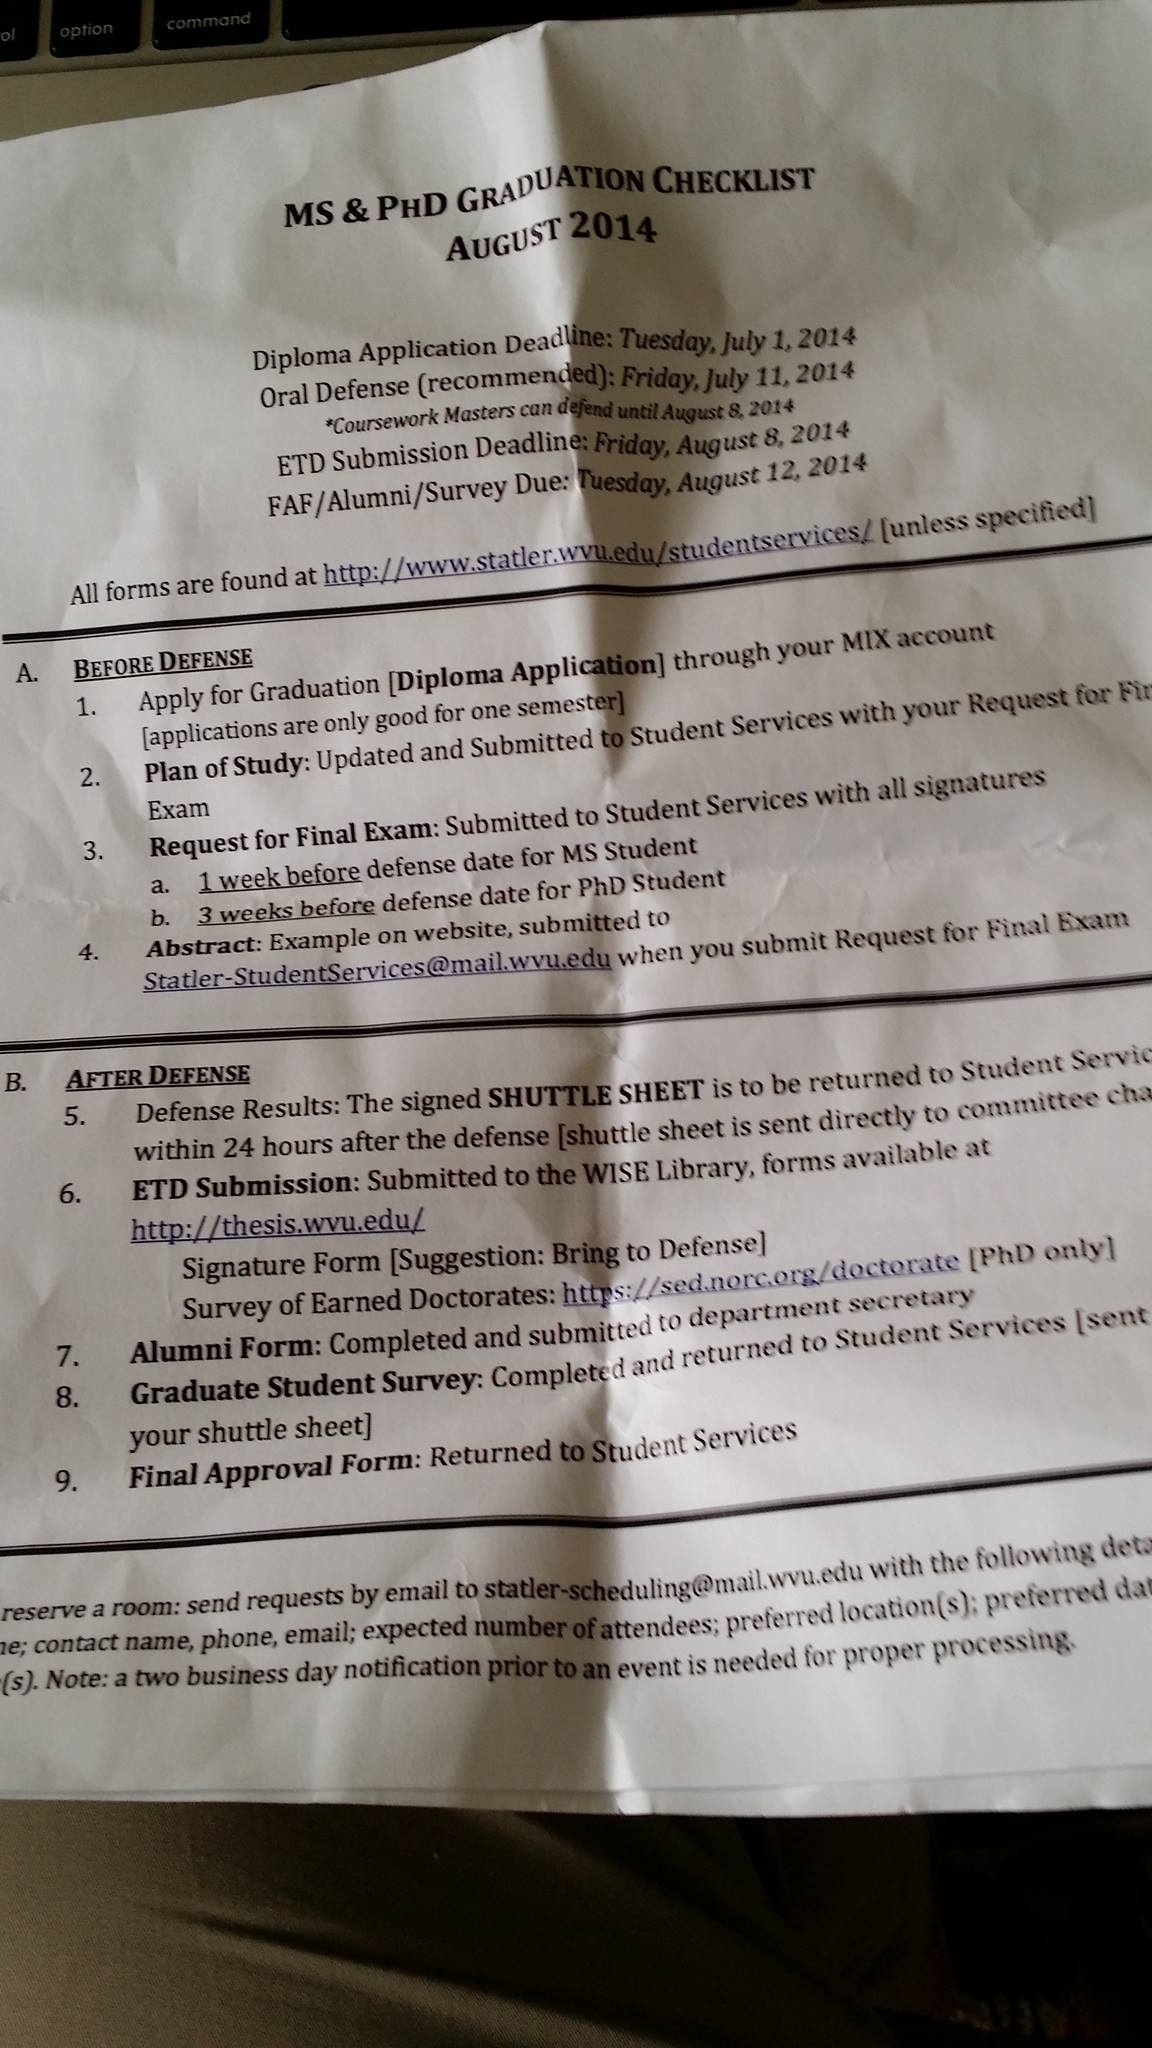 ol option command
MS & PHD GRADUATION CHECKLIST
AUGUST 2014
Diploma Application Deadline: Tuesday, July 1, 2014
Oral Defense (recommended): Friday, July 11, 2014
*Coursework Masters can defend until August 8, 2014
ETD Submission Deadline: Friday, August 8, 2014
FAF/Alumni/Survey Due: Tuesday, August 12, 2014
All forms are found at http://www.statler.wvu.edu/studentservices/ [unless specified]
A. BEFORE DEFENSE
1. Apply for Graduation [Diploma Application] through your MIX account
[applications are only good for one semester]
2. Plan of Study: Updated and Submitted to Student Services with your Request for Fin
Exam
3. Request for Final Exam: Submitted to Student Services with all signatures
a. 1 week before defense date for MS Student
b. 3 weeks before defense date for PhD Student
4. Abstract: Example on website, submitted to
Statler-StudentServices@mail.wvu.edu when you submit Request for Final Exam
B. AFTER DEFENSE
5. Defense Results: The signed SHUTTLE SHEET is to be returned to Student Servic
within 24 hours after the defense [shuttle sheet is sent directly to committee cha
6. ETD Submission: Submitted to the WISE Library, forms available at
http://thesis.wvu.edu/
Signature Form [Suggestion: Bring to Defense]
Survey of Earned Doctorates: https://sed.norc.org/doctorate [PhD only]
7. Alumni Form: Completed and submitted to department secretary
8. Graduate Student Survey: Completed and returned to Student Services [sent
your shuttle sheet]
9. Final Approval Form: Returned to Student Services
reserve a room: send requests by email to statler-scheduling@mail.wvu.edu with the following deta
ne; contact name, phone, email; expected number of attendees; preferred location(s); preferred dat
(s). Note: a two business day notification prior to an event is needed for proper processing.